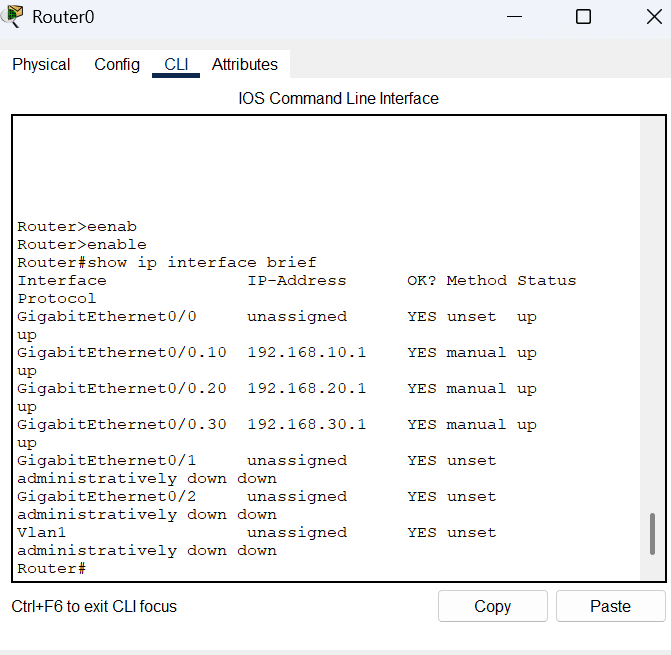 Router0
Physical Config CLI Attributes
IOS Command Line Interface
Router>eenab
Router>enable
Router#show ip interface brief
Interface              IP-Address      OK? Method Status
Protocol
GigabitEthernet0/0     unassigned      YES unset  up
up
GigabitEthernet0/0.10  192.168.10.1    YES manual up
up
GigabitEthernet0/0.20  192.168.20.1    YES manual up
up
GigabitEthernet0/0.30  192.168.30.1    YES manual up
up
GigabitEthernet0/1     unassigned      YES unset
administratively down down
GigabitEthernet0/2     unassigned      YES unset
administratively down down
Vlan1                  unassigned      YES unset
administratively down down
Router#
Ctrl+F6 to exit CLI focus Copy Paste